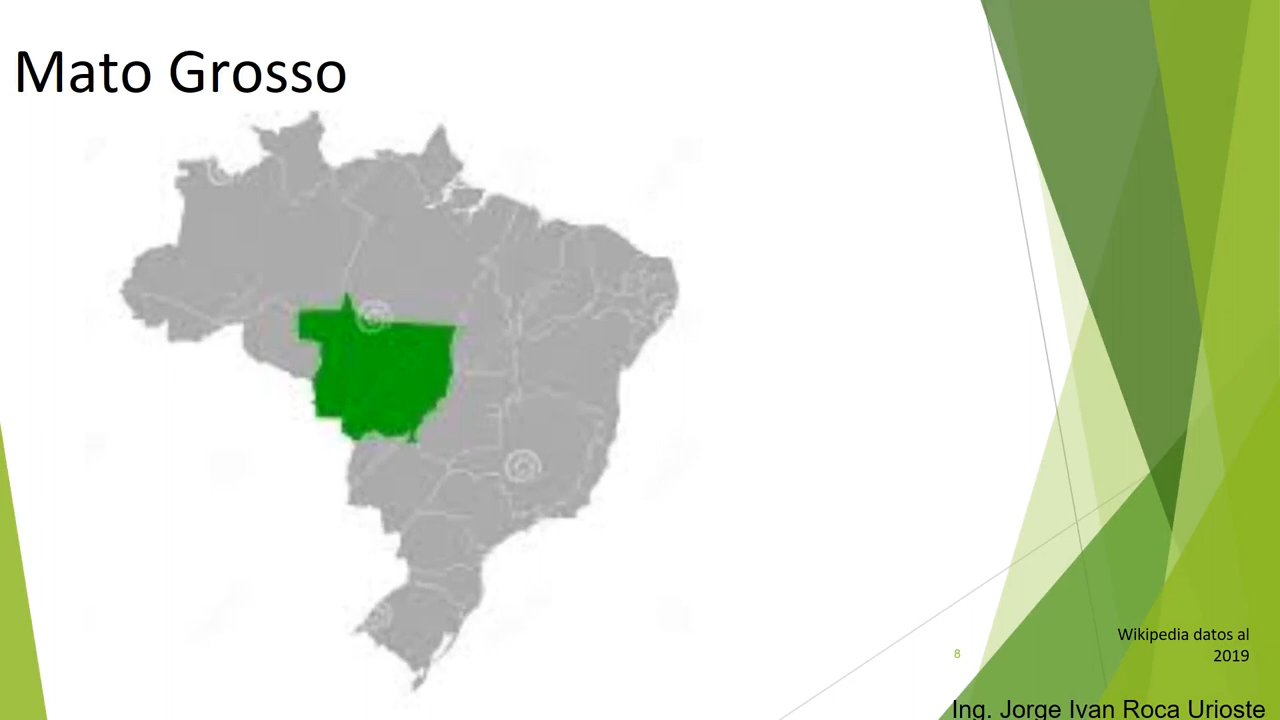 Mato Grosso
8
Wikipedia datos al
2019
Ing. Jorge Ivan Roca Urioste